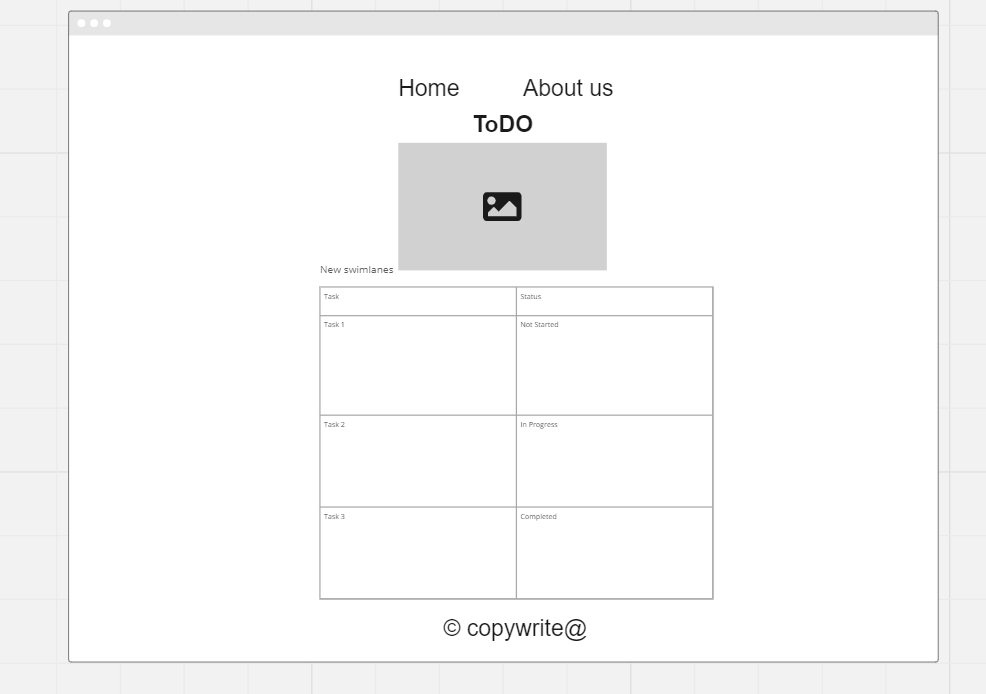 Home About us
ToDO
New swimlanes
Task Status
Task 1 Not Started
Task 2 In Progress
Task 3 Completed
© copywrite@